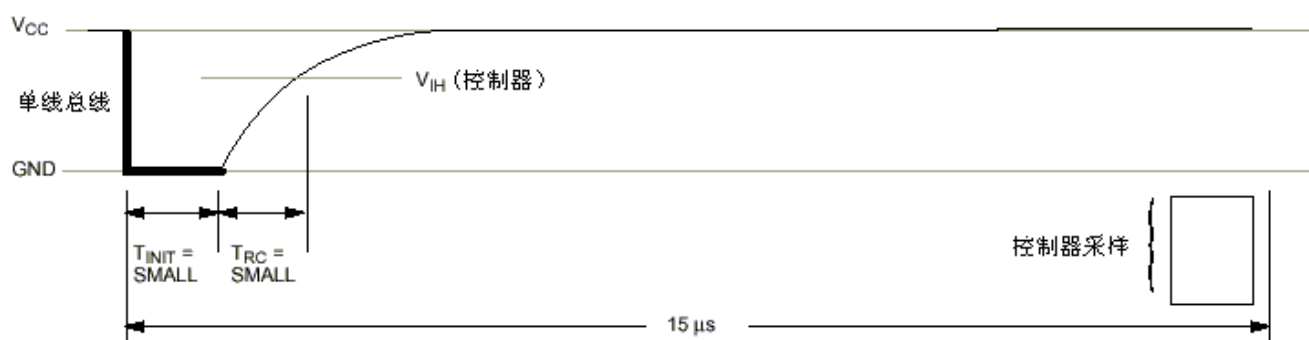 VCC
VIH (控制器)
单线总线
GND
TINIT =
SMALL
TRC =
SMALL
控制器采样
15 µs